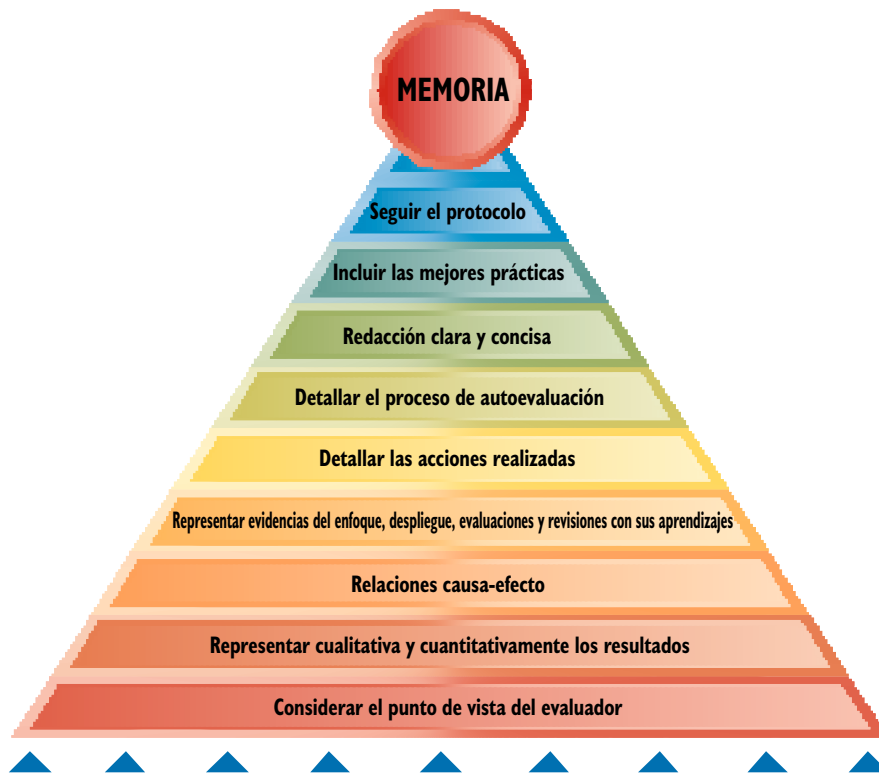 MEMORIA
Seguir el protocolo
Incluir las mejores prácticas
Redacción clara y concisa
Detallar el proceso de autoevaluación
Detallar las acciones realizadas
Representar evidencias del enfoque, despliegue, evaluaciones y revisiones con sus aprendizajes
Relaciones causa-efecto
Representar cualitativa y cuantitativamente los resultados
Considerar el punto de vista del evaluador